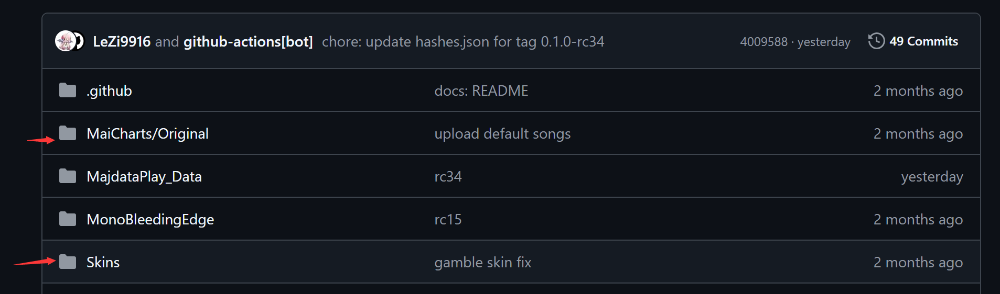 LeZi9916 and github-actions[bot] chore: update hashes.json for tag 0.1.0-rc34 4009588 · yesterday 49 Commits
.github docs: README 2 months ago
MaiCharts/Original upload default songs 2 months ago
MajdataPlay_Data rc34 yesterday
MonoBleedingEdge rc15 2 months ago
Skins gamble skin fix 2 months ago